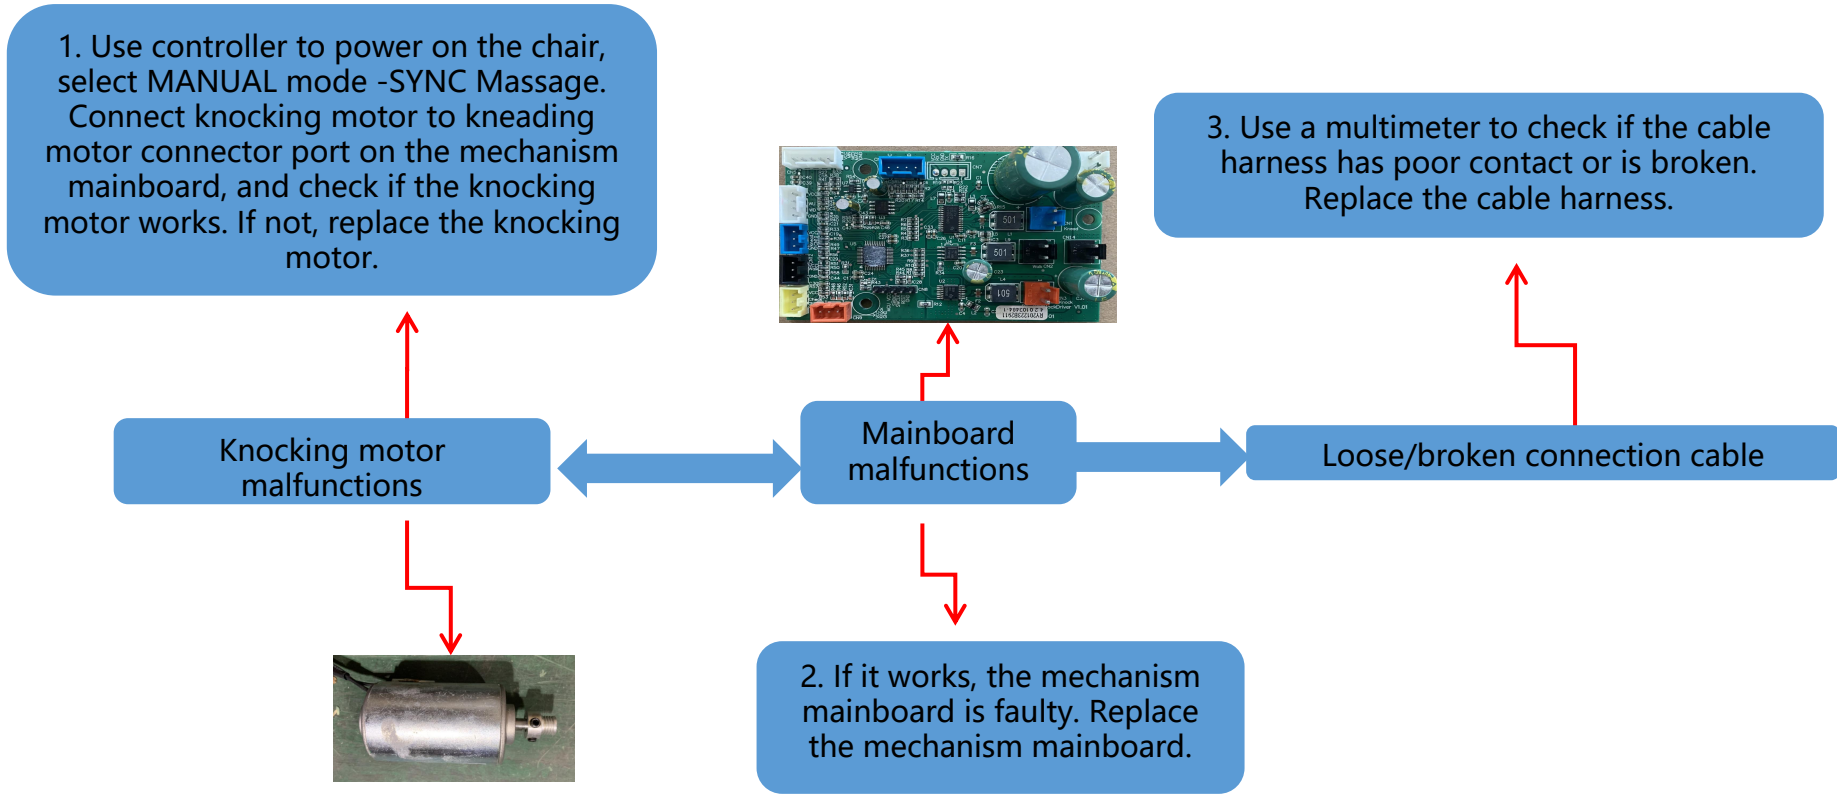 1. Use controller to power on the chair,
select MANUAL mode -SYNC Massage.
Connect knocking motor to kneading
motor connector port on the mechanism
mainboard, and check if the knocking
motor works. If not, replace the knocking
motor.
3. Use a multimeter to check if the cable
harness has poor contact or is broken.
Replace the cable harness.
501
501
501
Knocking motor
malfunctions
Mainboard
malfunctions
Loose/broken connection cable
2. If it works, the mechanism
mainboard is faulty. Replace
the mechanism mainboard.